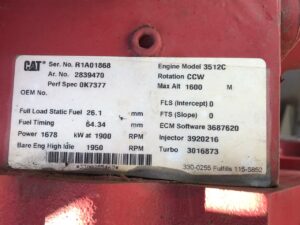 CAT Ser. No. R1A01868 Engine Model 3512C
Ar. No. 2839470 Rotation CCW
Perf Spec 0K7377 Max Alt 1600 M
OEM No.
FLS (Intercept) 0
Full Load Static Fuel 26.1 mm FTS (Slope) 0
Fuel Timing 64.34 mm ECM Software 3687620
Power 1678 kW at 1900 RPM Injector 3920216
Bare Eng High Idle 1950 RPM Turbo 3016873
330-0255 Fulfills 115-5862